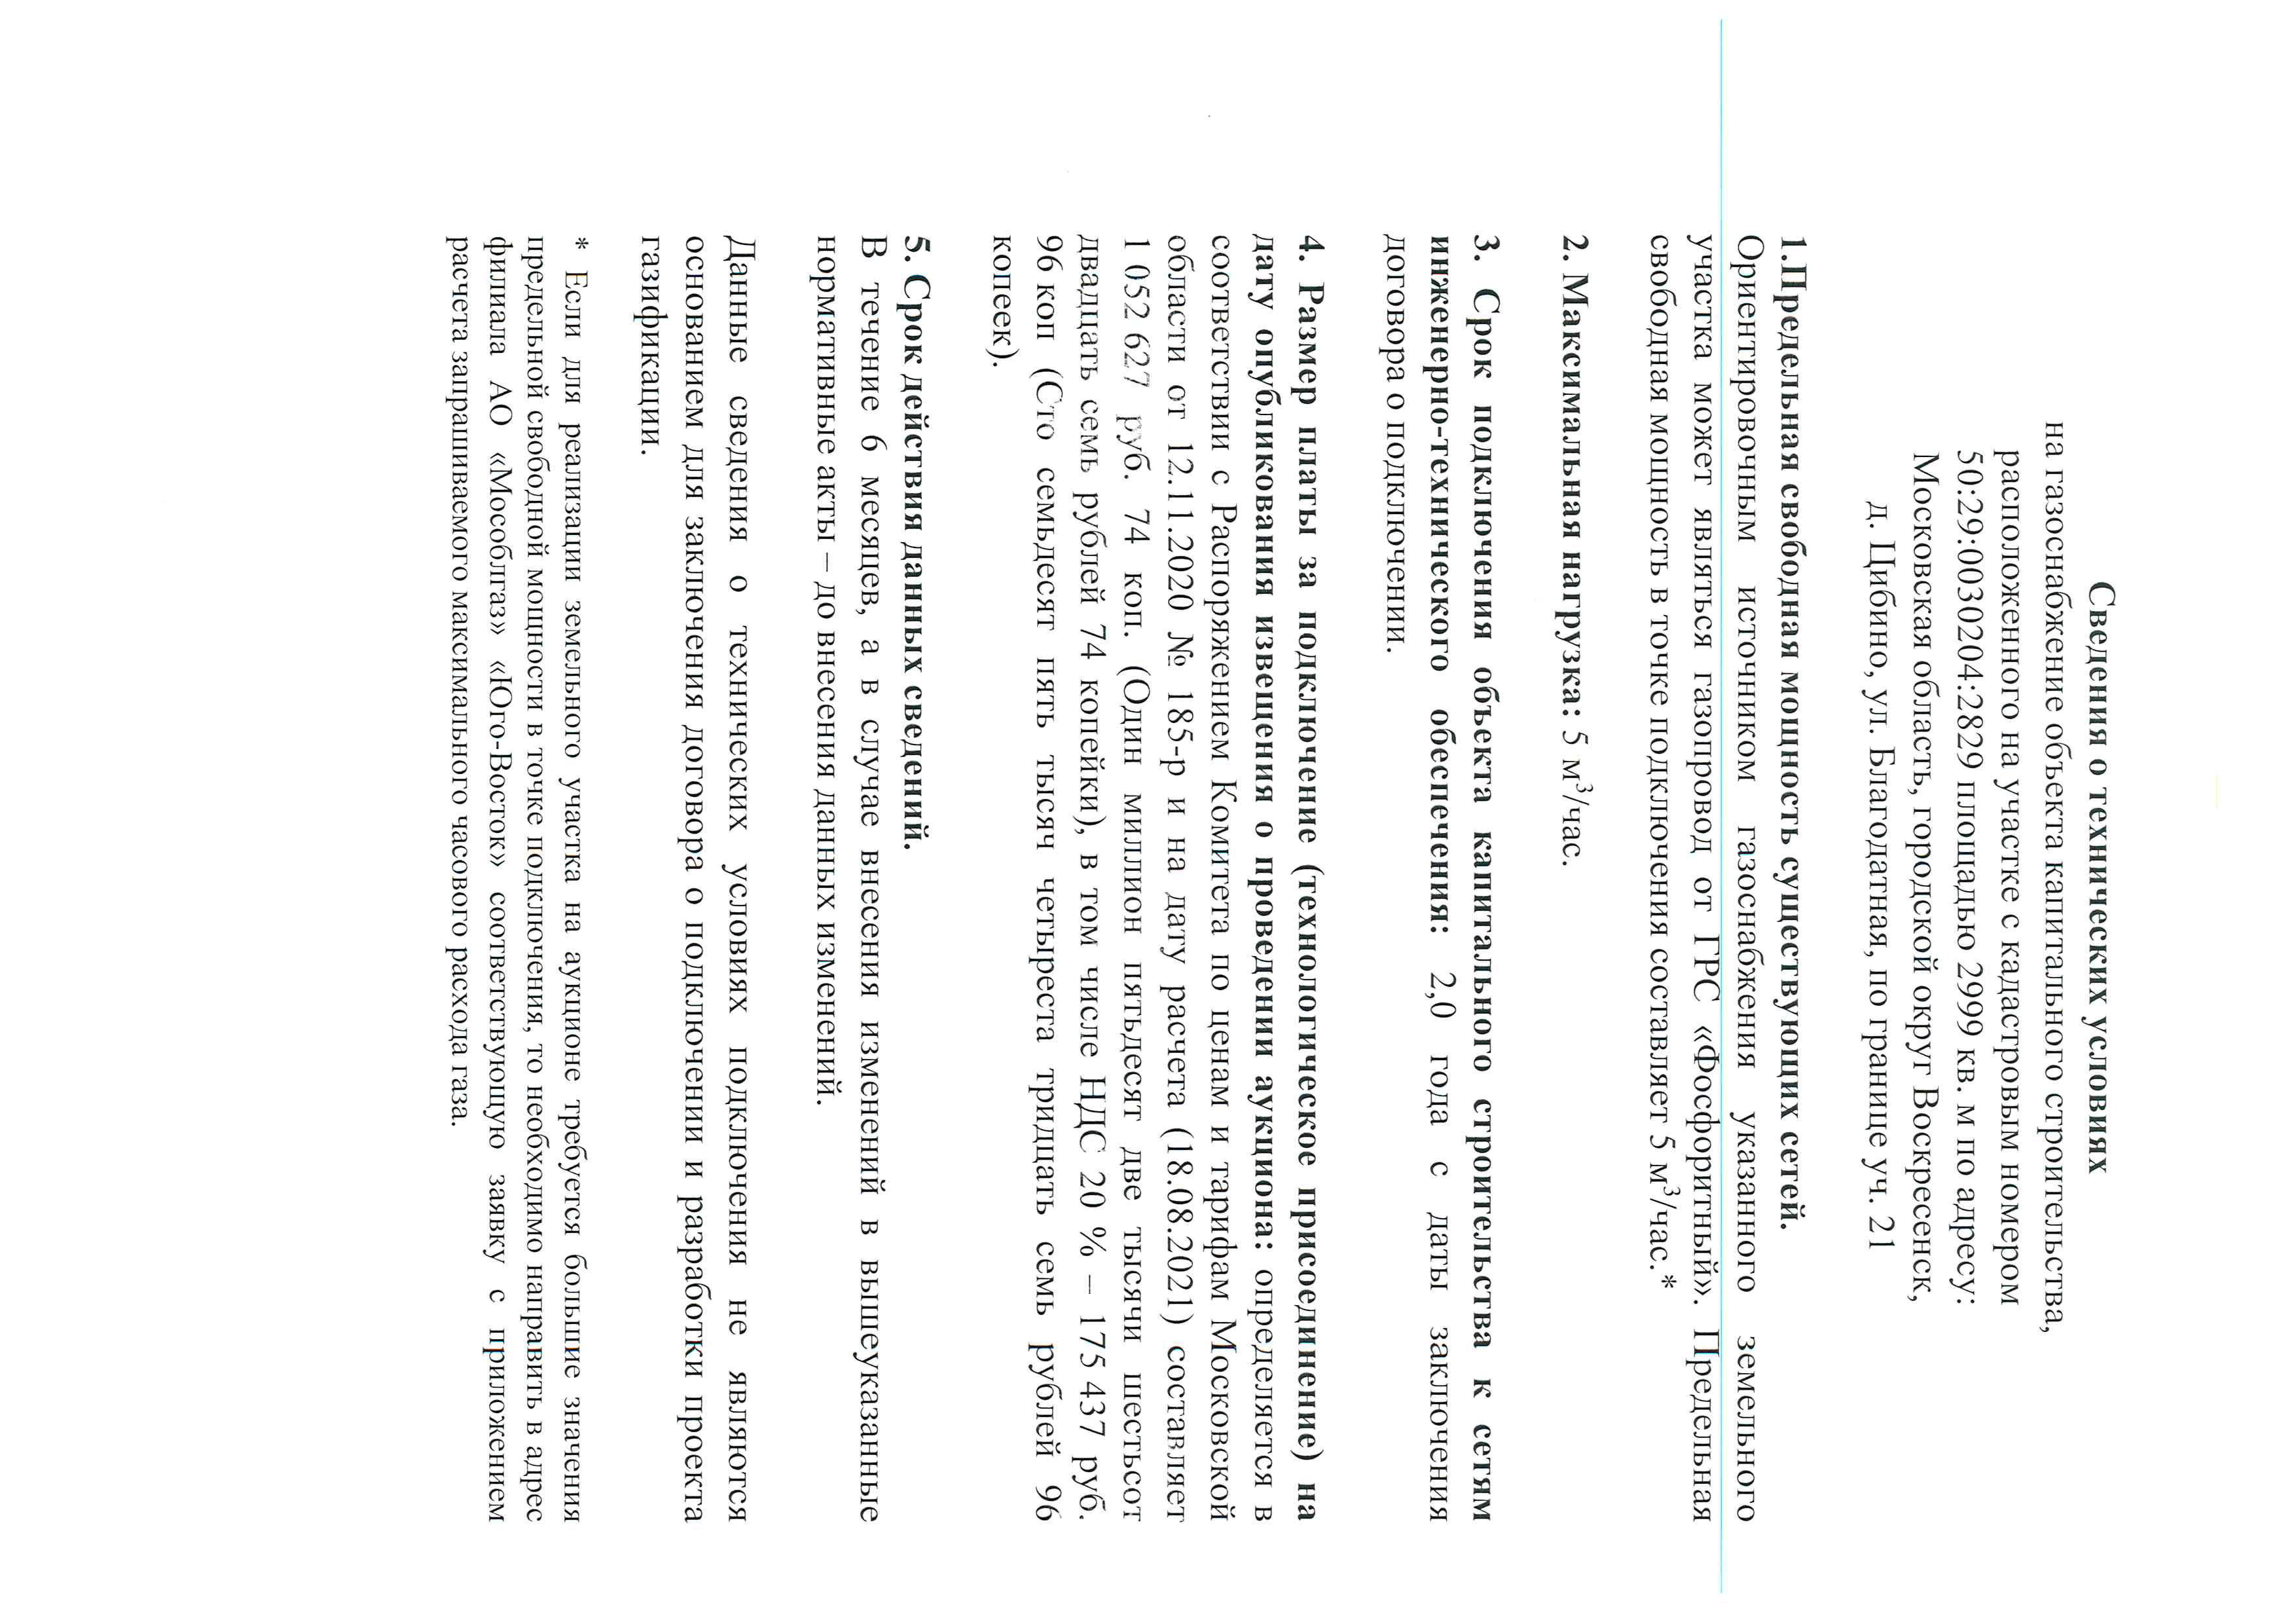 Сведения о технических условиях
на газоснабжение объекта капитального строительства,
расположенного на участке с кадастровым номером
50:29:0030204:2829 площадью 2999 кв. м по адресу:
Московская область, городской округ Воскресенск,
д. Цибино, ул. Благодатная, по границе уч. 21
1.Предельная свободная мощность существующих сетей.
Ориентировочным источником газоснабжения указанного земельного
участка может являться газопровод от ГРС «Фосфоритный». Предельная
свободная мощность в точке подключения составляет 5 м³/час.*
2. Максимальная нагрузка: 5 м³/час.
3. Срок подключения объекта капитального строительства к сетям
инженерно-технического обеспечения: 2,0 года с даты заключения
договора о подключении.
4. Размер платы за подключение (технологическое присоединение) на
дату опубликования извещения о проведении аукциона: определяется в
соответствии с Распоряжением Комитета по ценам и тарифам Московской
области от 12.11.2020 № 185-р и на дату расчета (18.08.2021) составляет
1 052 627 руб. 74 коп. (Один миллион пятьдесят две тысячи шестьсот
двадцать семь рублей 74 копейки), в том числе НДС 20 % – 175 437 руб.
96 коп (Сто семьдесят пять тысяч четыреста тридцать семь рублей 96
копеек).
5. Срок действия данных сведений.
В течение 6 месяцев, а в случае внесения изменений в вышеуказанные
нормативные акты – до внесения данных изменений.
Данные сведения о технических условиях подключения не являются
основанием для заключения договора о подключении и разработки проекта
газификации.
* Если для реализации земельного участка на аукционе требуется большие значения
предельной свободной мощности в точке подключения, то необходимо направить в адрес
филиала АО «Мособлгаз» «Юго-Восток» соответствующую заявку с приложением
расчета запрашиваемого максимального часового расхода газа.